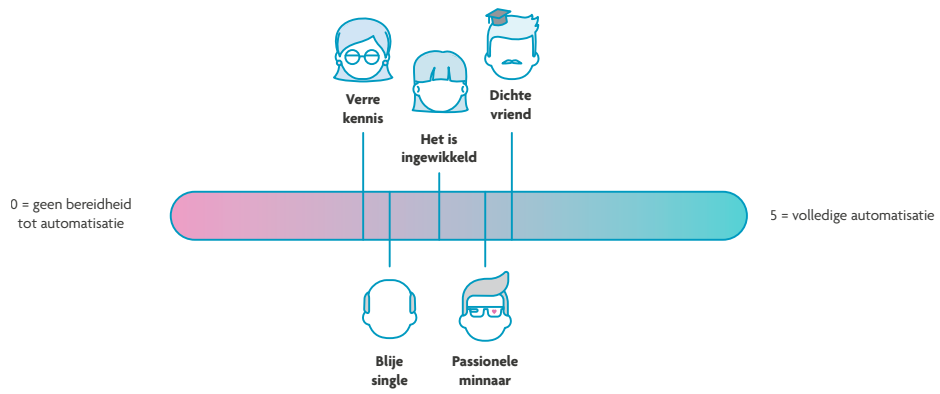 Verre
kennis
Het is
ingewikkeld
Dichte
vriend
0 = geen bereidheid
tot automatisatie
5 = volledige automatisatie
Blije
single
Passionele
minnaar